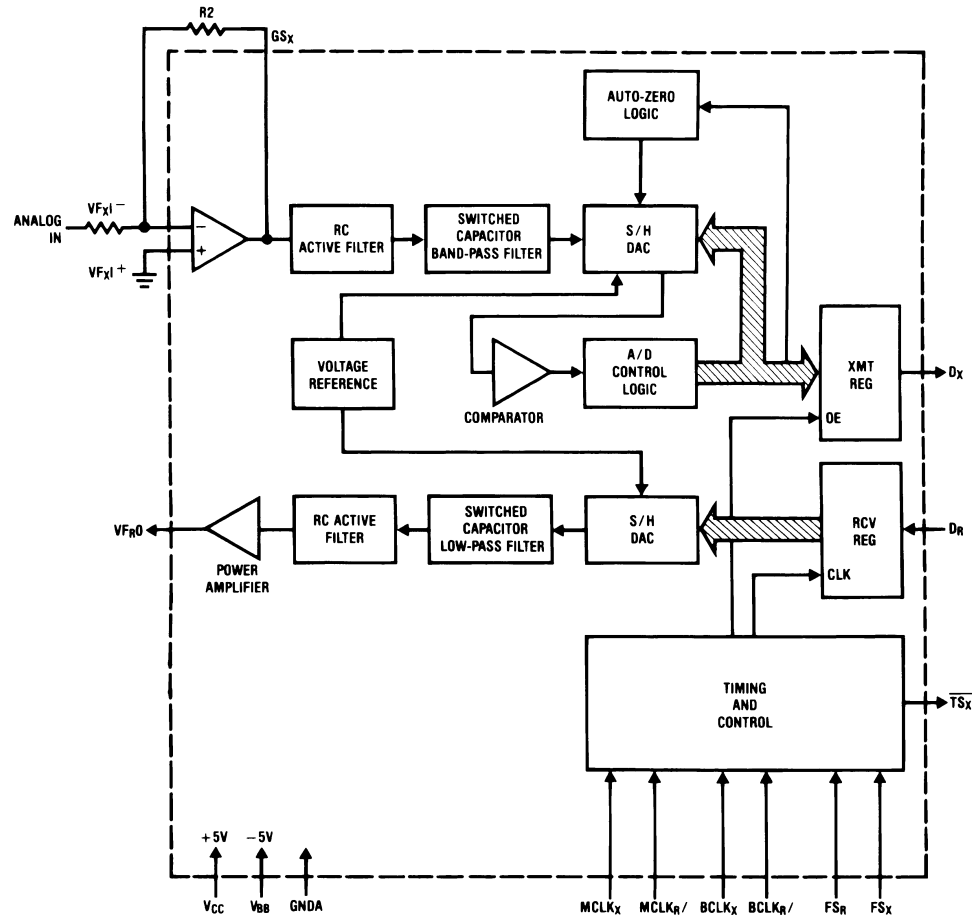 R2
GSX
AUTO-ZERO
LOGIC
VFXI−
ANALOG
IN
−
+
VFXI+
RC
ACTIVE FILTER
SWITCHED
CAPACITOR
BAND-PASS FILTER
S/H
DAC
VOLTAGE
REFERENCE
COMPARATOR
A/D
CONTROL
LOGIC
XMT
REG
OE
DX
VFRO
POWER
AMPLIFIER
RC ACTIVE
FILTER
SWITCHED
CAPACITOR
LOW-PASS FILTER
S/H
DAC
RCV
REG
CLK
DR
TIMING
AND
CONTROL
TSX
+5V
−5V
VCC
VBB
GNDA
MCLKX
MCLKR/
BCLKX
BCLKR/
FSR
FSX